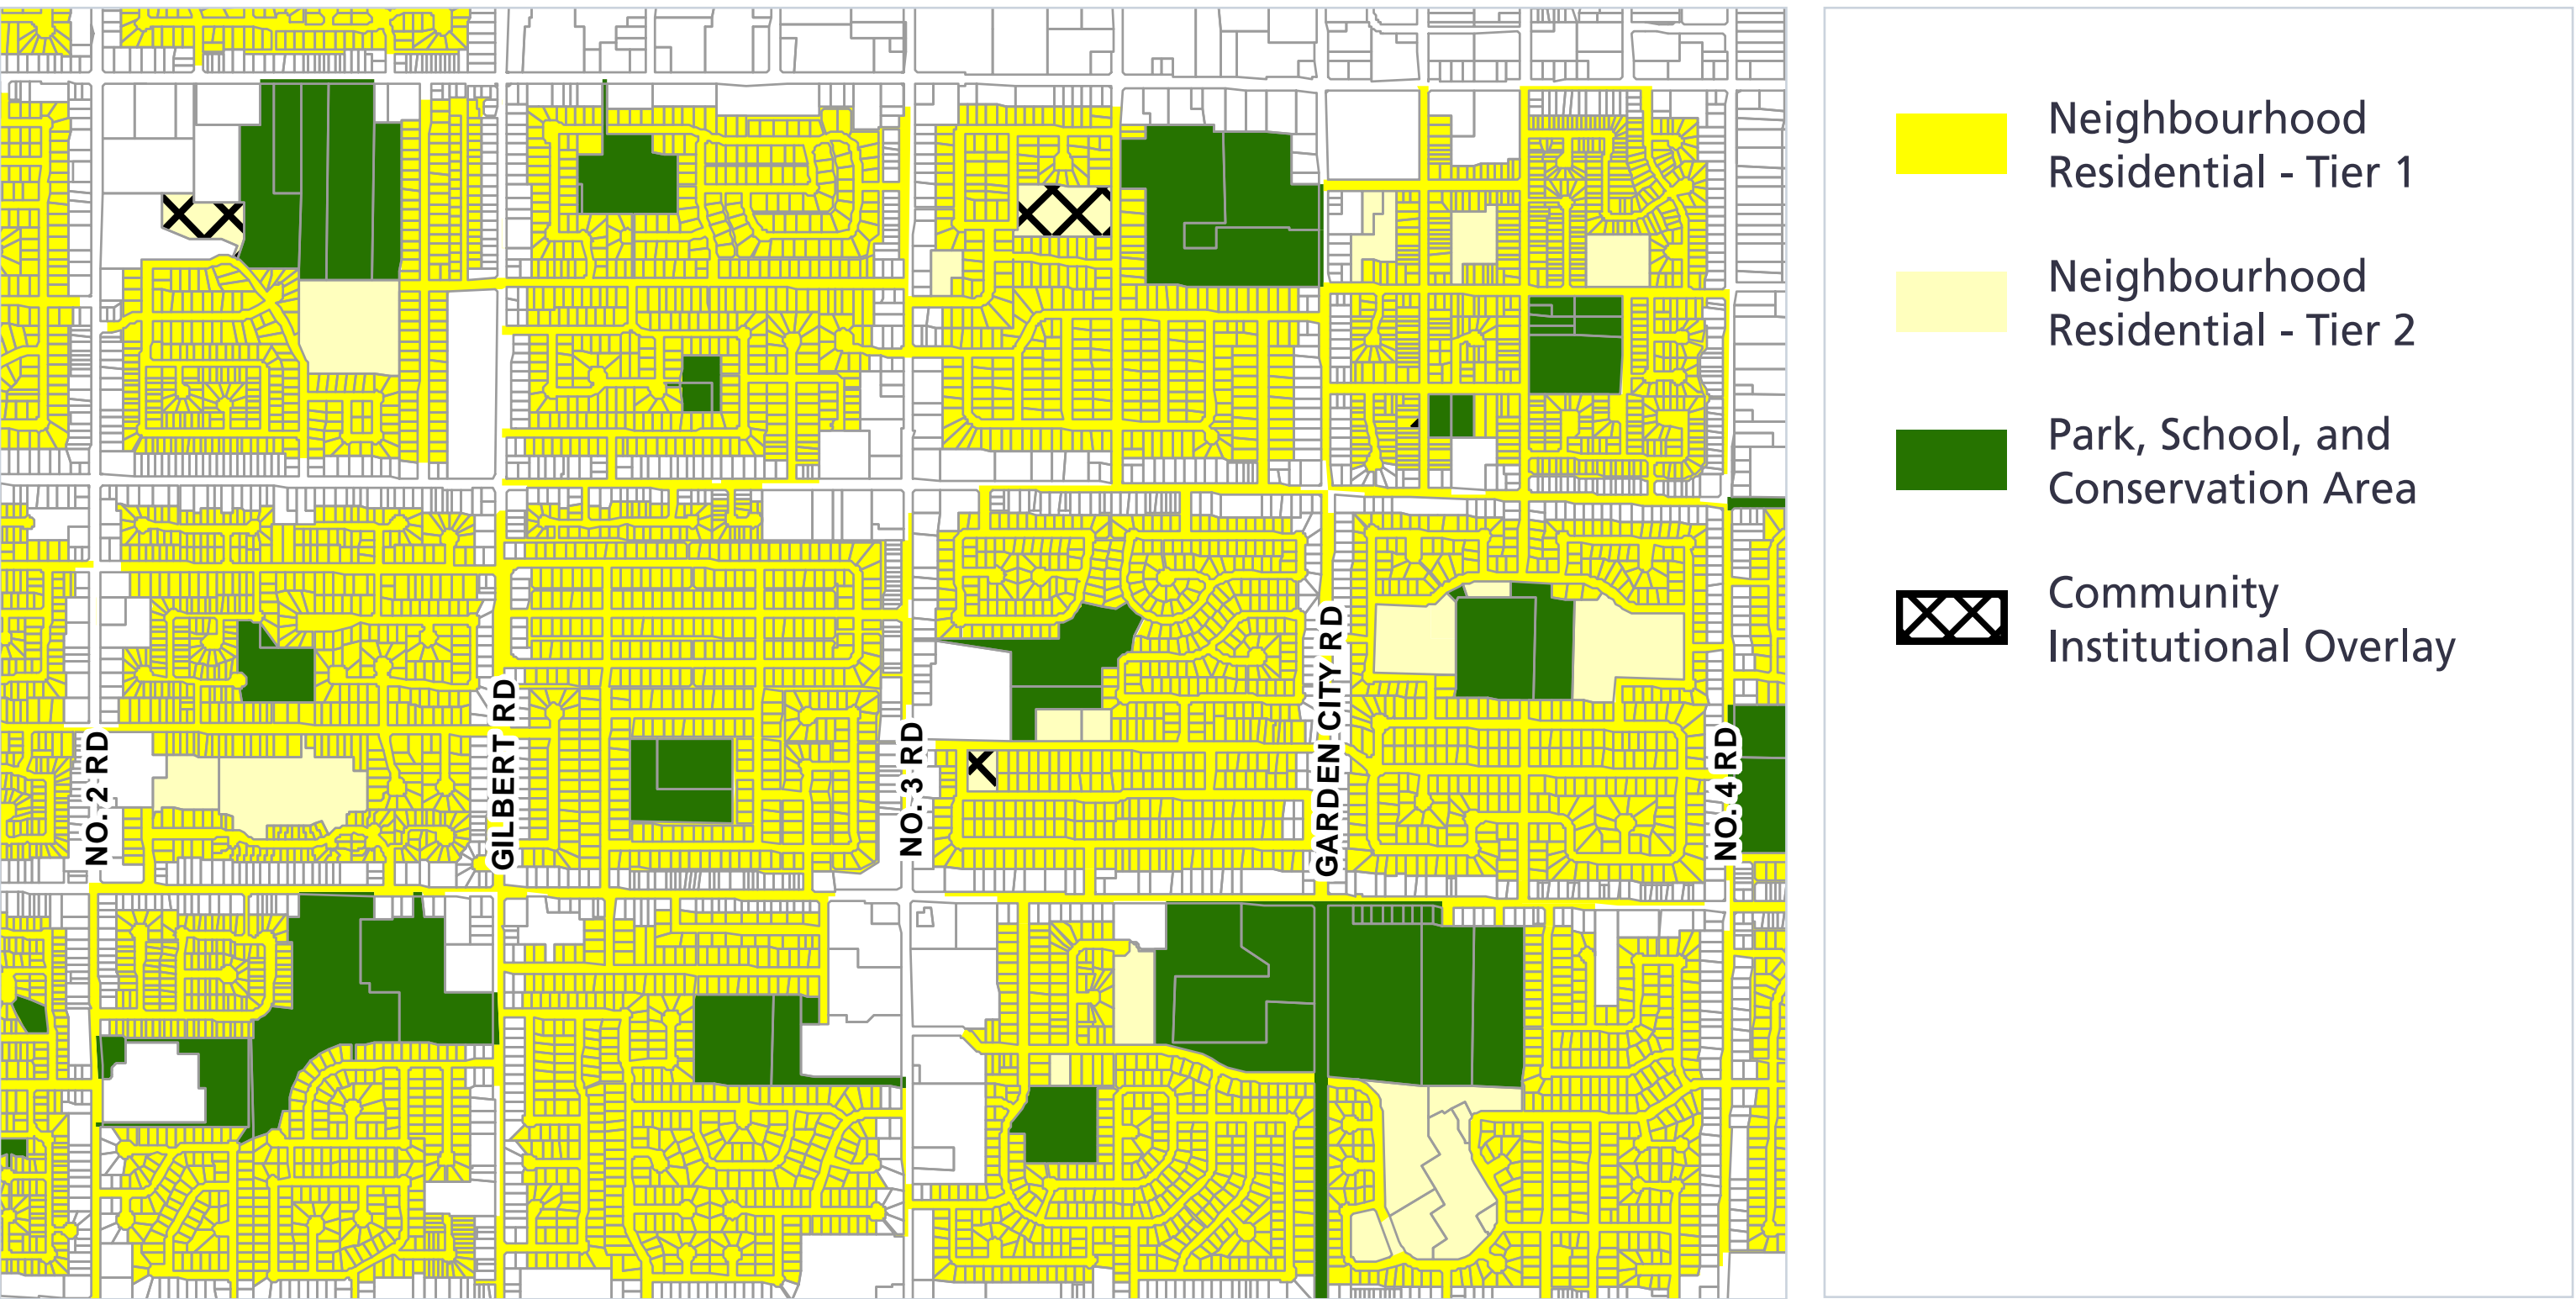 NO. 2 RD
GILBERT RD
NO. 3 RD
GARDEN CITY RD
NO. 4 RD
Neighbourhood
Residential - Tier 1
Neighbourhood
Residential - Tier 2
Park, School, and
Conservation Area
Community
Institutional Overlay